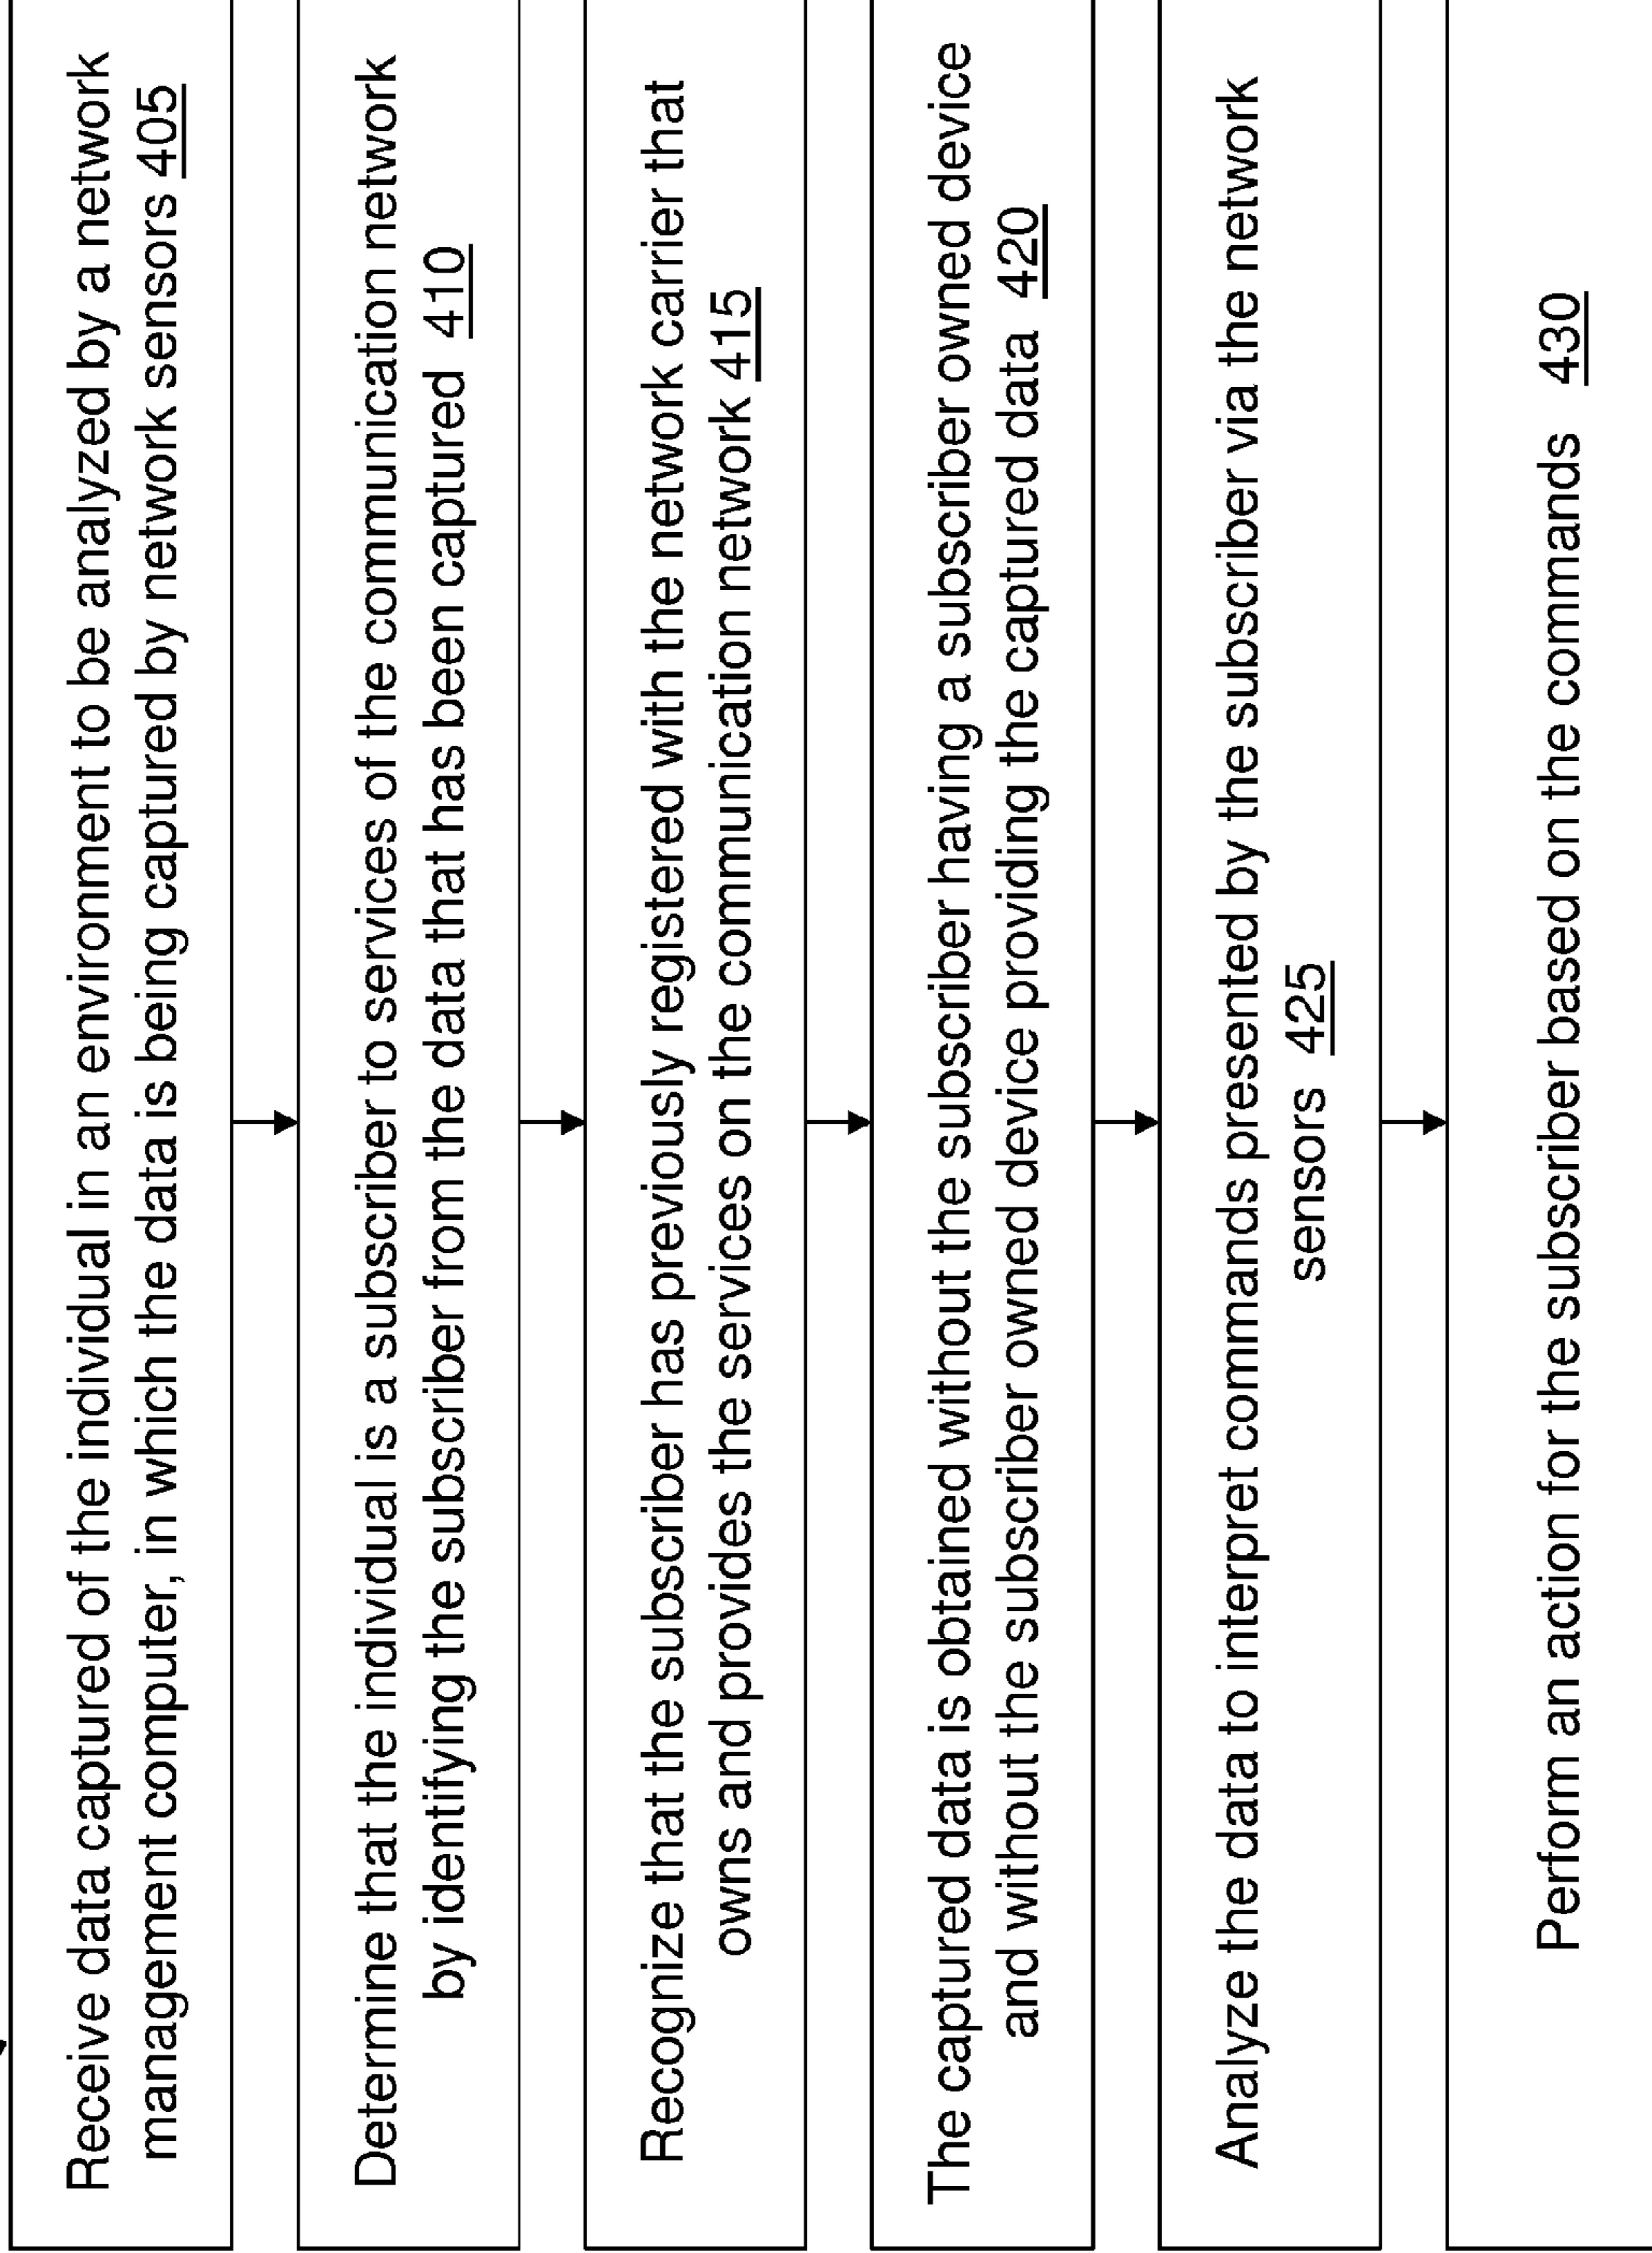 Receive data captured of the individual in an environment to be analyzed by a network
management computer, in which the data is being captured by network sensors 405
Determine that the individual is a subscriber to services of the communication network
by identifying the subscriber from the data that has been captured 410
Recognize that the subscriber has previously registered with the network carrier that
owns and provides the services on the communication network 415
The captured data is obtained without the subscriber having a subscriber owned device
and without the subscriber owned device providing the captured data 420
Analyze the data to interpret commands presented by the subscriber via the network
sensors 425
Perform an action for the subscriber based on the commands 430